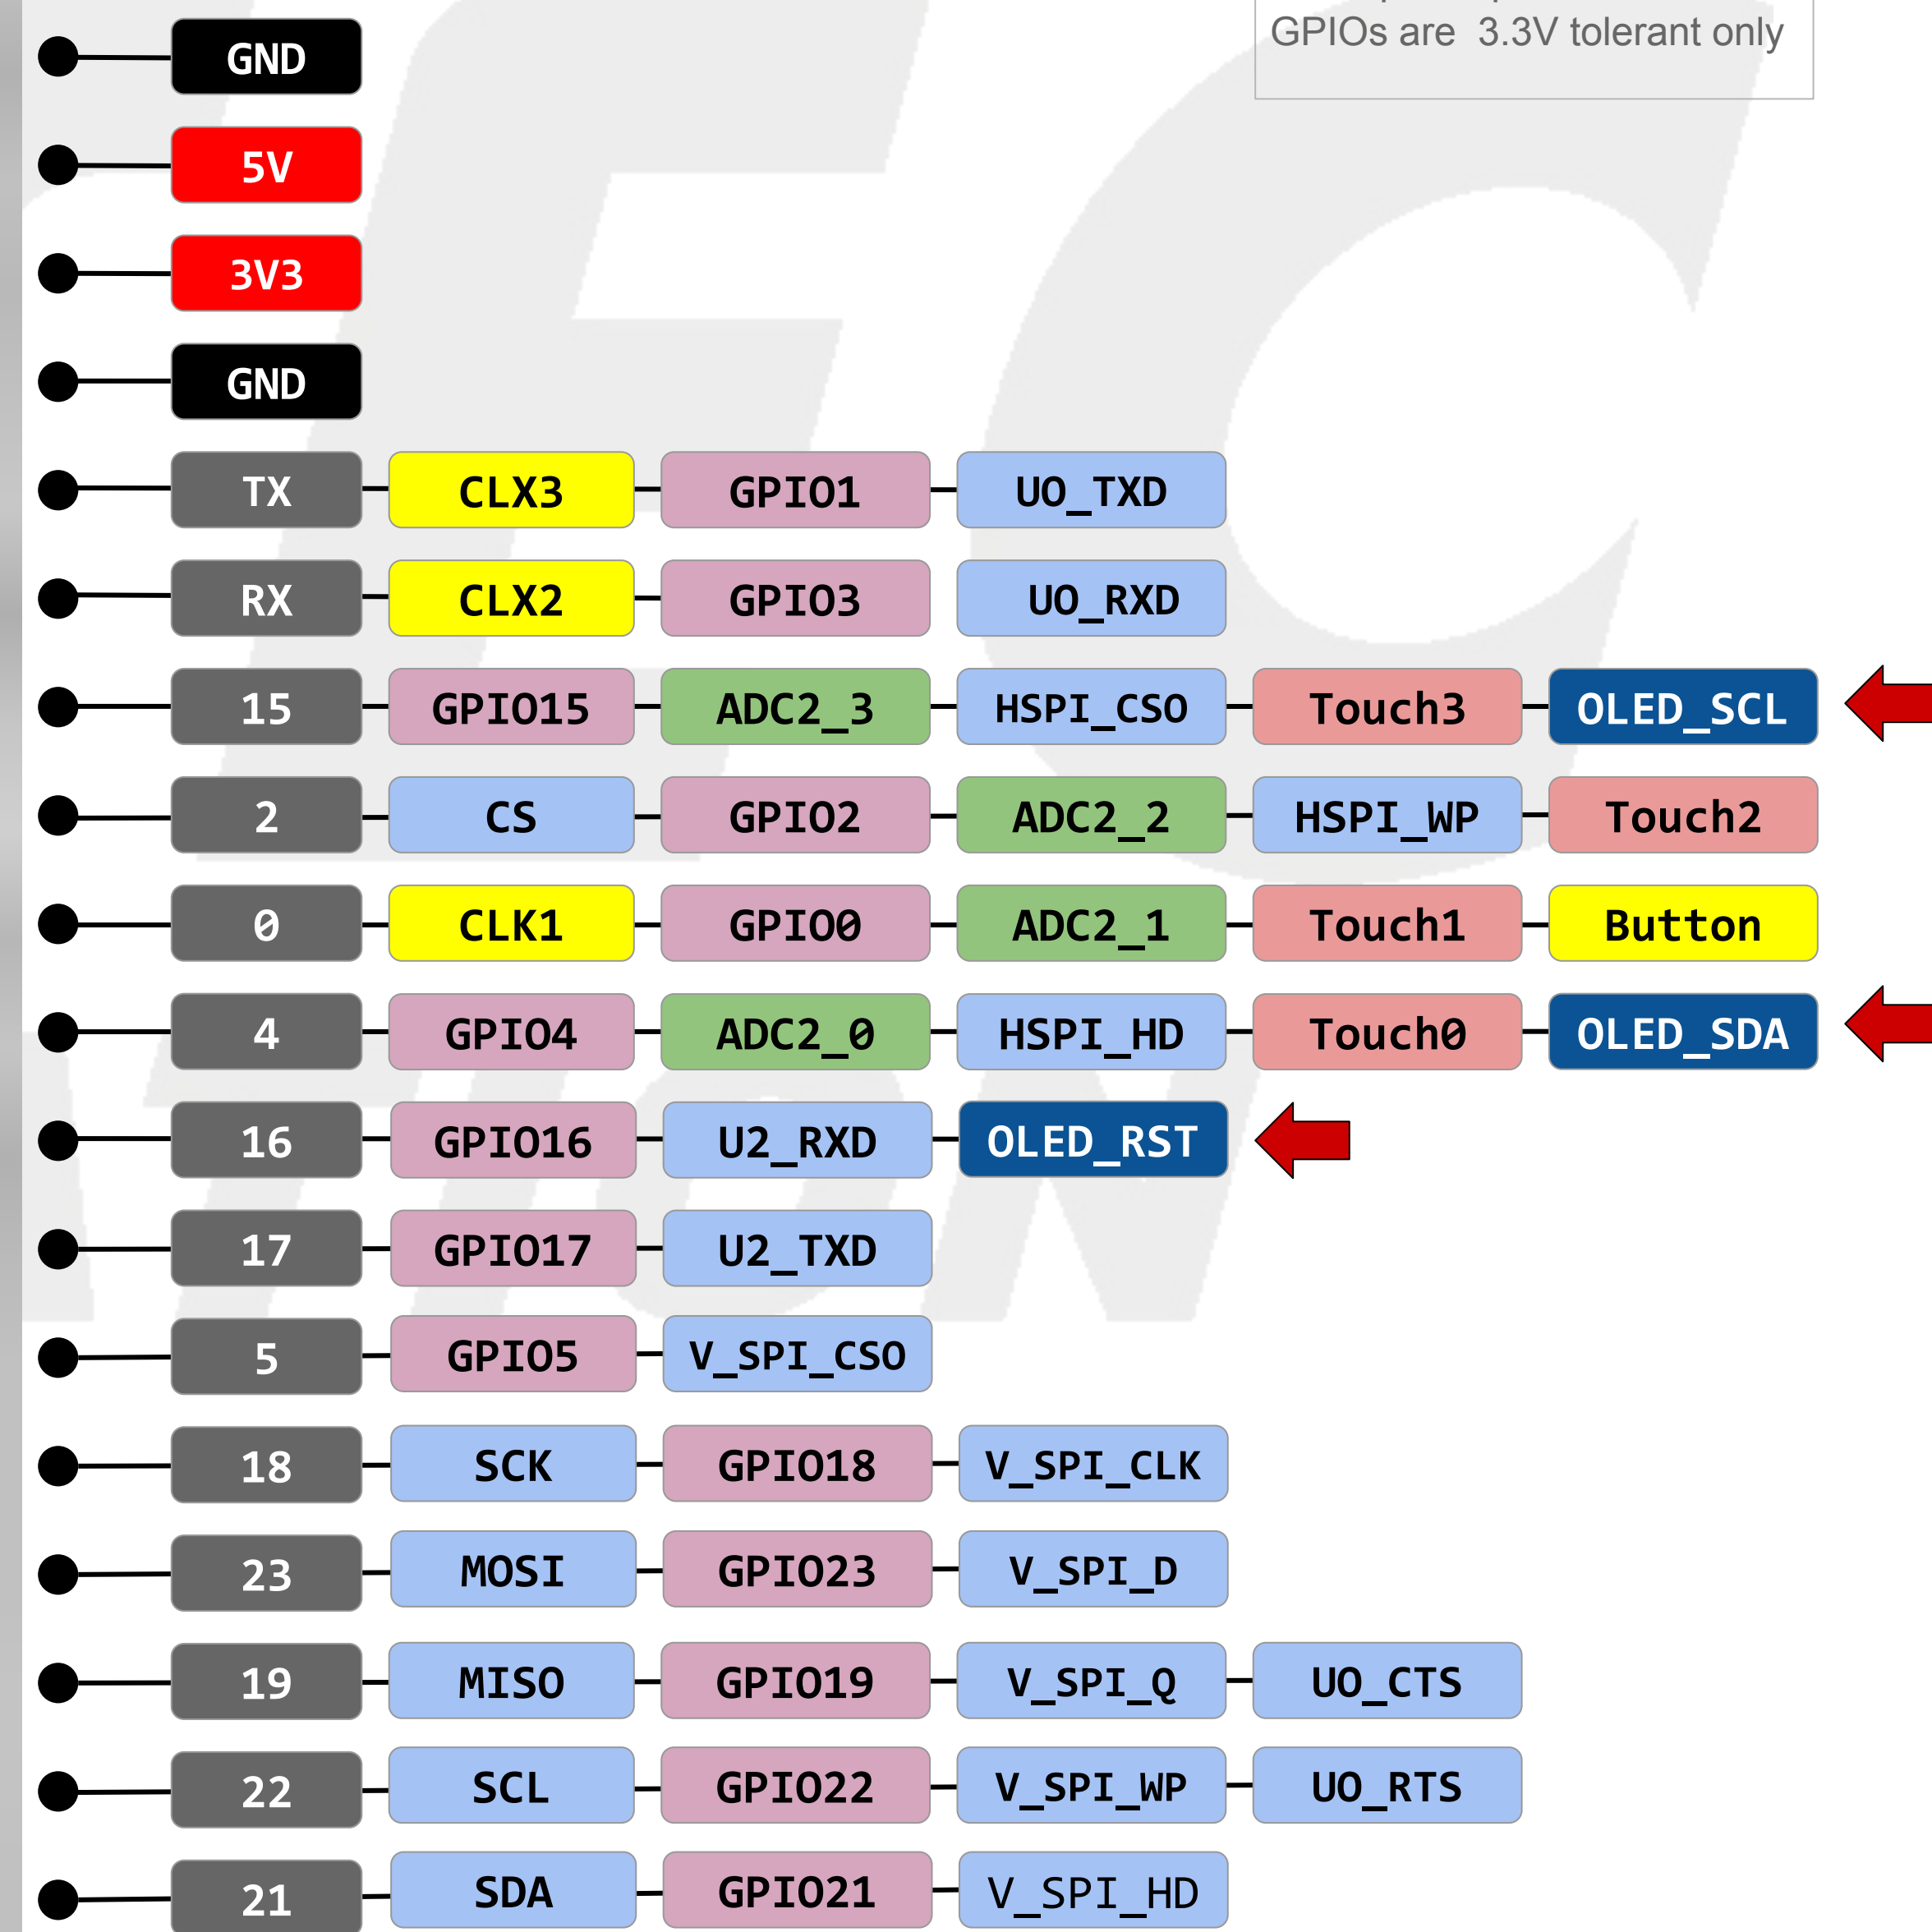 GPIOs are 3.3V tolerant only
GND
5V
3V3
GND
TX CLX3 GPIO1 UO_TXD
RX CLX2 GPIO3 UO_RXD
15 GPIO15 ADC2_3 HSPI_CSO Touch3 OLED_SCL
2 CS GPIO2 ADC2_2 HSPI_WP Touch2
0 CLK1 GPIO0 ADC2_1 Touch1 Button
4 GPIO4 ADC2_0 HSPI_HD Touch0 OLED_SDA
16 GPIO16 U2_RXD OLED_RST
17 GPIO17 U2_TXD
5 GPIO5 V_SPI_CSO
18 SCK GPIO18 V_SPI_CLK
23 MOSI GPIO23 V_SPI_D
19 MISO GPIO19 V_SPI_Q UO_CTS
22 SCL GPIO22 V_SPI_WP UO_RTS
21 SDA GPIO21 V_SPI_HD